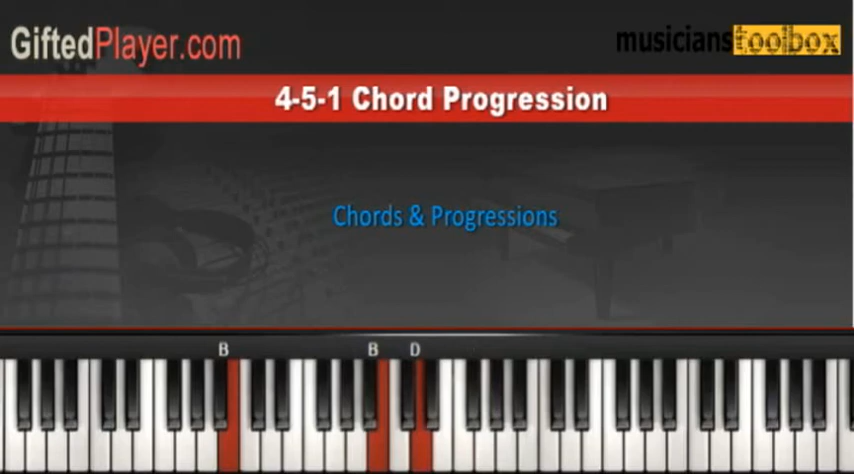 GiftedPlayer.com
musicianstoolbox
4-5-1 Chord Progression
Chords & Progressions
B B D